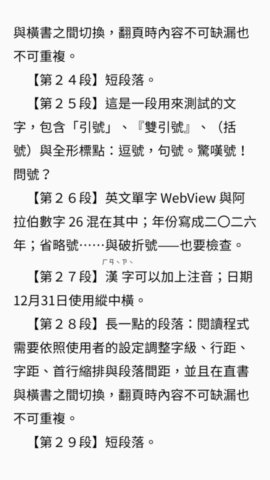 與橫書之間切換，翻頁時內容不可缺漏也
不可重複。
【第２４段】短段落。
【第２５段】這是一段用來測試的文
字，包含「引號」、『雙引號』、（括
號）與全形標點：逗號，句號。驚嘆號！
問號？
【第２６段】英文單字 WebView 與阿
拉伯數字 26 混在其中；年份寫成二〇二六
年；省略號⋯⋯與破折號——也要檢查。
ㄏㄢˋㄗˋ
【第２７段】漢 字可以加上注音；日期
12月31日使用縱中橫。
【第２８段】長一點的段落：閱讀程式
需要依照使用者的設定調整字級、行距、
字距、首行縮排與段落間距，並且在直書
與橫書之間切換，翻頁時內容不可缺漏也
不可重複。
【第２９段】短段落。